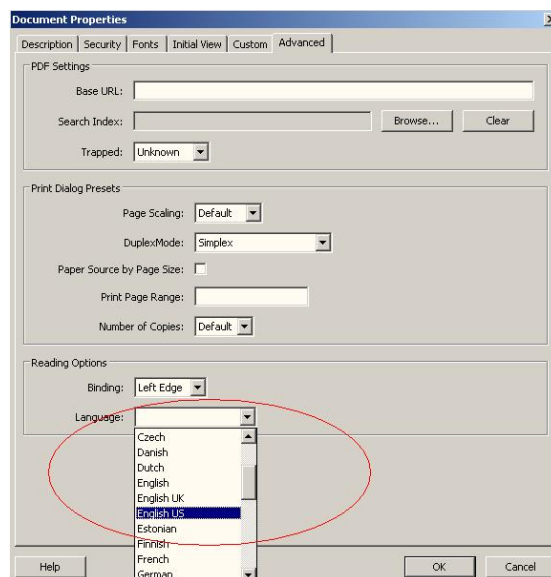 Document Properties
Description Security Fonts Initial View Custom Advanced
PDF Settings
Base URL:
Search Index: Browse... Clear
Trapped: Unknown
Print Dialog Presets
Page Scaling: Default
DuplexMode: Simplex
Paper Source by Page Size:
Print Page Range:
Number of Copies: Default
Reading Options
Binding: Left Edge
Language:
Czech
Danish
Dutch
English
English UK
English US
Estonian
Finnish
French
German
Help OK Cancel